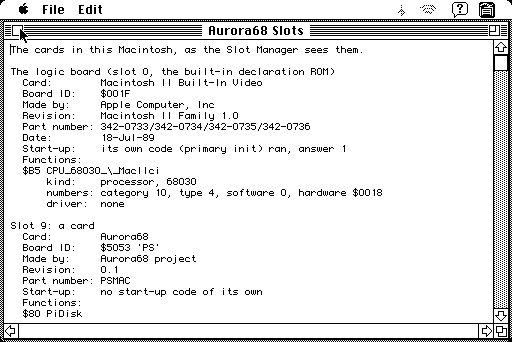 File Edit
Aurora68 Slots
The cards in this Macintosh, as the Slot Manager sees them.
The logic board (slot 0, the built-in declaration ROM)
Card: Macintosh II Built-In Video
Board ID: $001F
Made by: Apple Computer, Inc
Revision: Macintosh II Family 1.0
Part number: 342-0733/342-0734/342-0735/342-0736
Date: 18-Jul-89
Start-up: its own code (primary init) ran, answer 1
Functions:
$B5 CPU_68030_\_MacIIci
kind: processor, 68030
numbers: category 10, type 4, software 0, hardware $0018
driver: none
Slot 9: a card
Card: Aurora68
Board ID: $5053 'PS'
Made by: Aurora68 project
Revision: 0.1
Part number: PSMAC
Start-up: no start-up code of its own
Functions:
$80 PiDisk